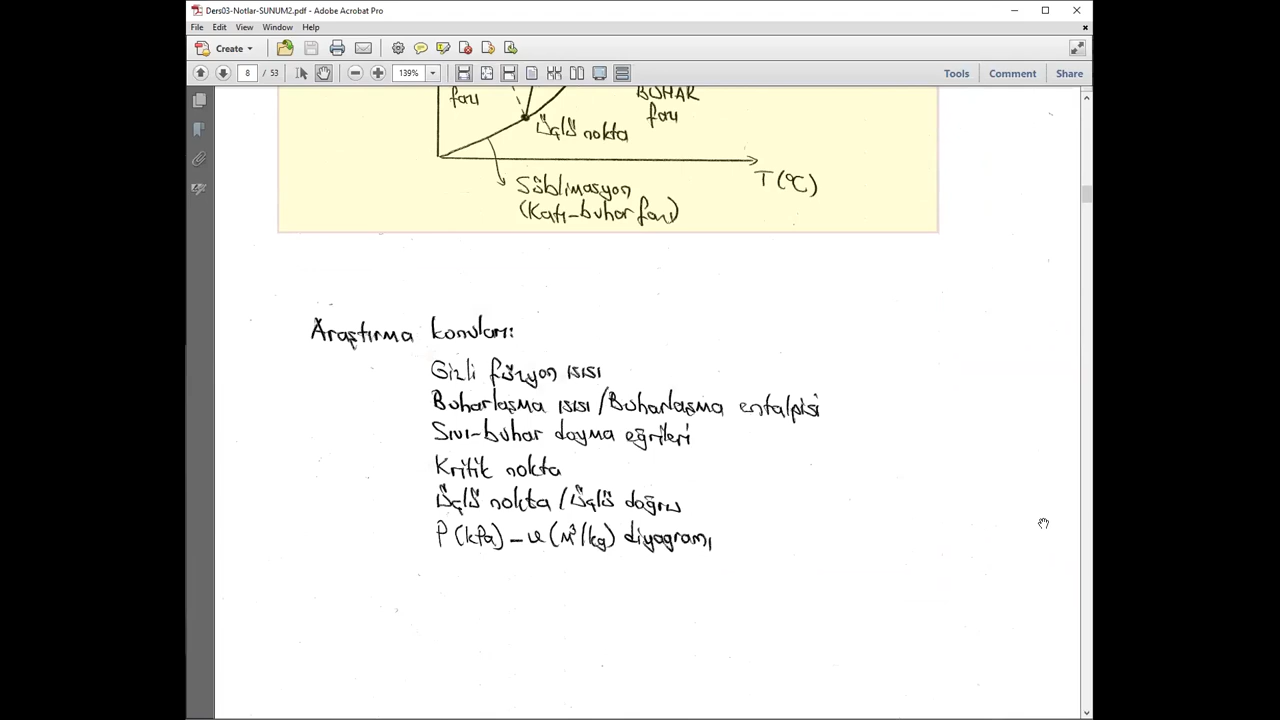 Ders03-Notlar-SUNUM2.pdf - Adobe Acrobat Pro
File Edit View Window Help
Create
8 / 53 139% Tools Comment Share
fazı
BUHAR
fazı
Üçlü nokta
T (°C)
Süblimasyon
(Katı-buhar fazı)
Araştırma konuları:
Gizli füzyon ısısı
Buharlaşma ısısı / Buharlaşma entalpisi
Sıvı-buhar doyma eğrileri
Kritik nokta
Üçlü nokta / Üçlü doğru
P (kPa) - v (m³/kg) diyagramı